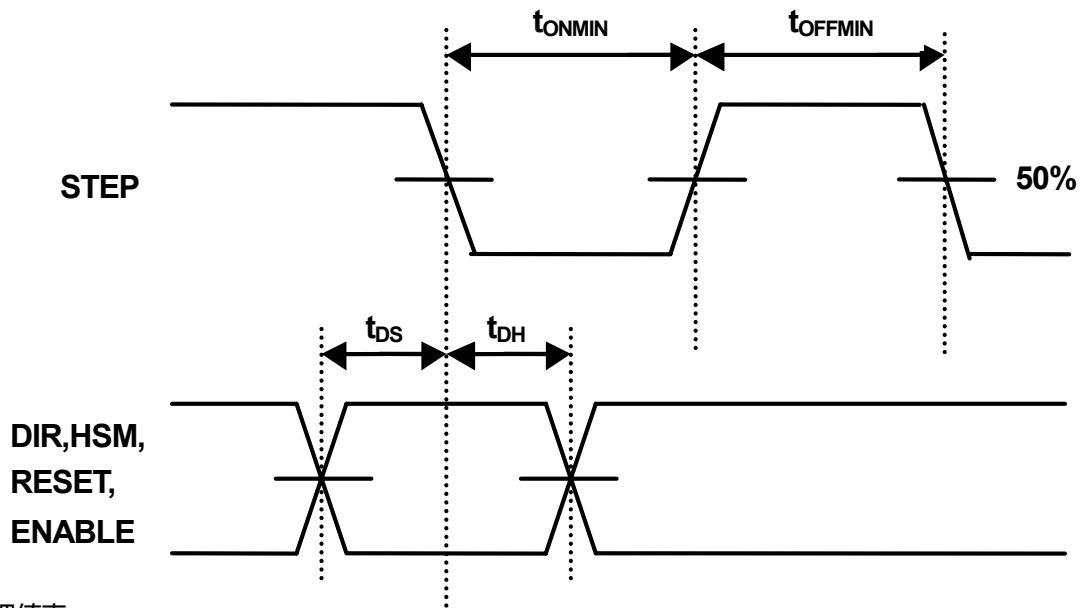 tONMIN
tOFFMIN
STEP
50%
tDS
tDH
DIR,HSM,
RESET,
ENABLE